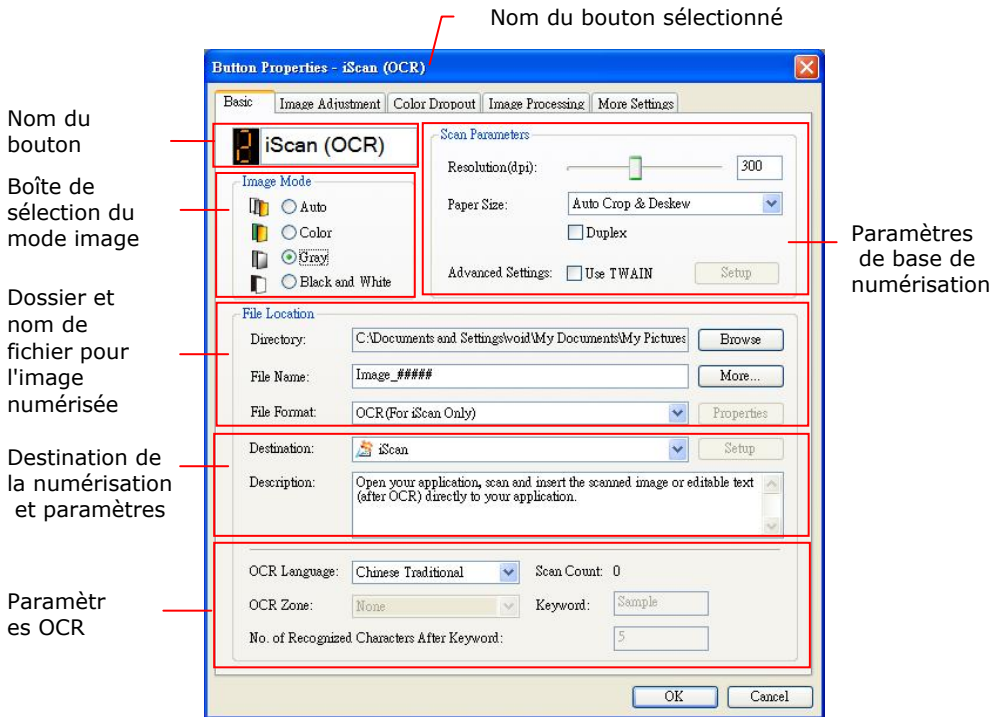 Nom du bouton sélectionné
Button Properties - iScan (OCR)
Basic Image Adjustment Color Dropout Image Processing More Settings
Nom du
bouton
2 iScan (OCR)
Boîte de
sélection du
mode image
Image Mode
Auto
Color
Gray
Black and White
Scan Parameters
Resolution(dpi): 300
Paper Size: Auto Crop & Deskew
Duplex
Advanced Settings: Use TWAIN Setup
Paramètres
de base de
numérisation
Dossier et
nom de
fichier pour
l'image
numérisée
File Location
Directory: C:\Documents and Settings\void\My Documents\My Pictures Browse
File Name: Image_##### More...
File Format: OCR(For iScan Only) Properties
Destination de
la numérisation
et paramètres
Destination: iScan Setup
Description: Open your application, scan and insert the scanned image or editable text
(after OCR) directly to your application.
Paramètr
es OCR
OCR Language: Chinese Traditional Scan Count: 0
OCR Zone: None Keyword: Sample
No. of Recognized Characters After Keyword: 5
OK Cancel